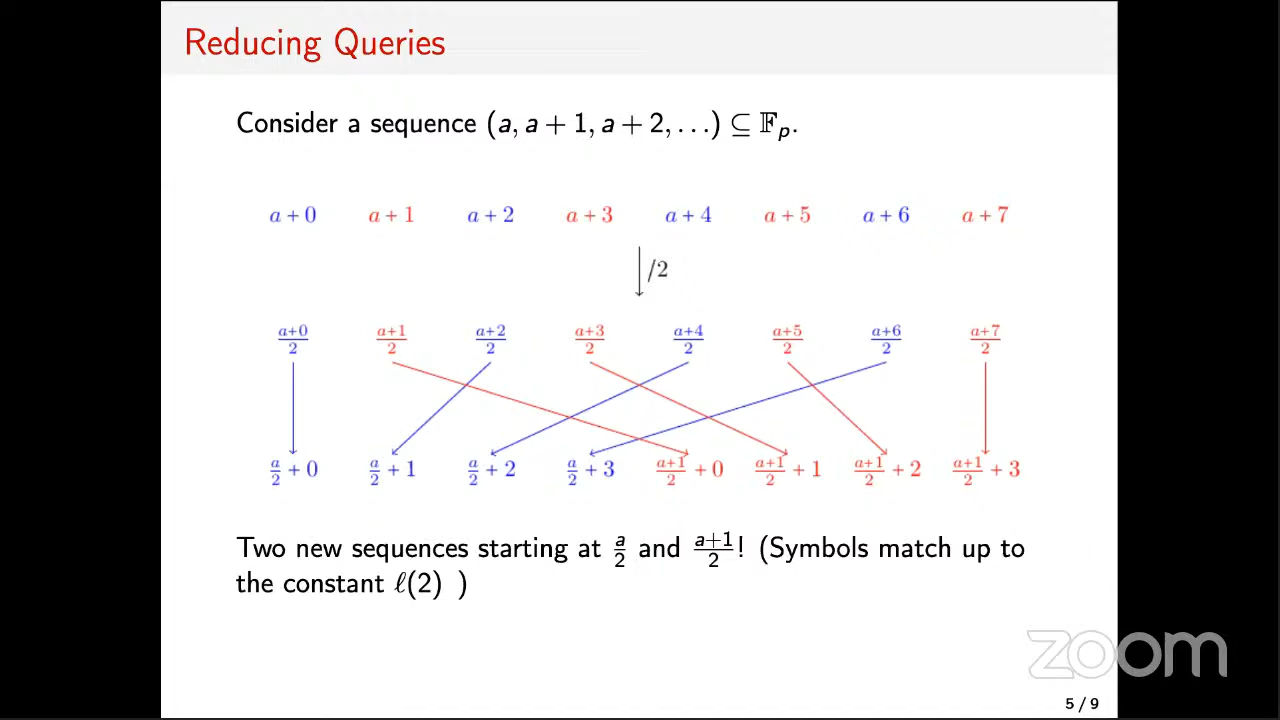 Reducing Queries
Consider a sequence (a, a + 1, a + 2, . . .) ⊆ 𝔽ₚ.
a + 0 a + 1 a + 2 a + 3 a + 4 a + 5 a + 6 a + 7
/2
(a+0)/2 (a+1)/2 (a+2)/2 (a+3)/2 (a+4)/2 (a+5)/2 (a+6)/2 (a+7)/2
a/2 + 0 a/2 + 1 a/2 + 2 a/2 + 3 (a+1)/2 + 0 (a+1)/2 + 1 (a+1)/2 + 2 (a+1)/2 + 3
Two new sequences starting at a/2 and (a+1)/2! (Symbols match up to
the constant ℓ(2) )
zoom
5 / 9